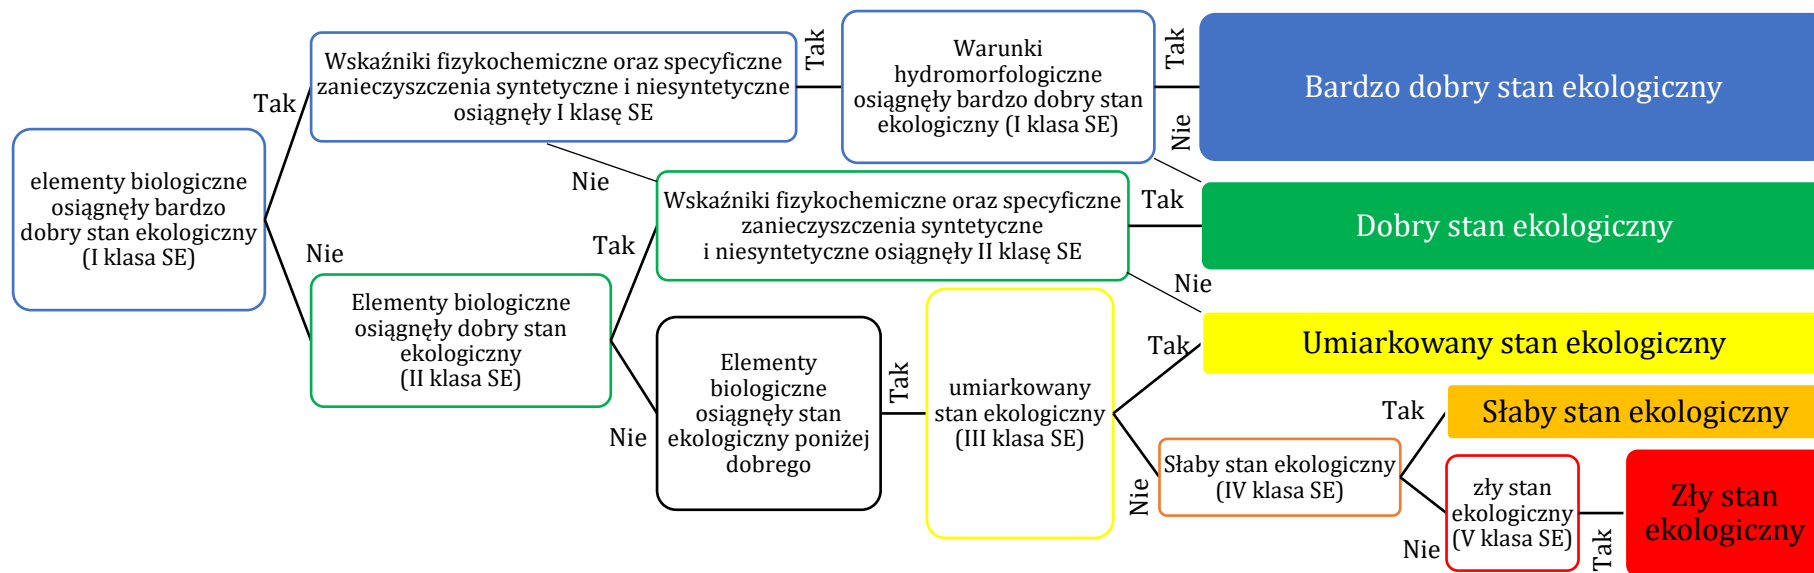 elementy biologiczne
osiągnęły bardzo
dobry stan ekologiczny
(I klasa SE)
Tak
Nie
Wskaźniki fizykochemiczne oraz specyficzne
zanieczyszczenia syntetyczne i niesyntetyczne
osiągnęły I klasę SE
Tak
Nie
Warunki
hydromorfologiczne
osiągnęły bardzo dobry stan
ekologiczny (I klasa SE)
Tak
Nie
Bardzo dobry stan ekologiczny
Elementy biologiczne
osiągnęły dobry stan
ekologiczny
(II klasa SE)
Tak
Nie
Wskaźniki fizykochemiczne oraz specyficzne
zanieczyszczenia syntetyczne
i niesyntetyczne osiągnęły II klasę SE
Tak
Nie
Dobry stan ekologiczny
Elementy
biologiczne
osiągnęły stan
ekologiczny poniżej
dobrego
Tak
umiarkowany
stan ekologiczny
(III klasa SE)
Tak
Nie
Umiarkowany stan ekologiczny
Słaby stan ekologiczny
(IV klasa SE)
Tak
Nie
Słaby stan ekologiczny
zły stan
ekologiczny
(V klasa SE)
Tak
Zły stan
ekologiczny